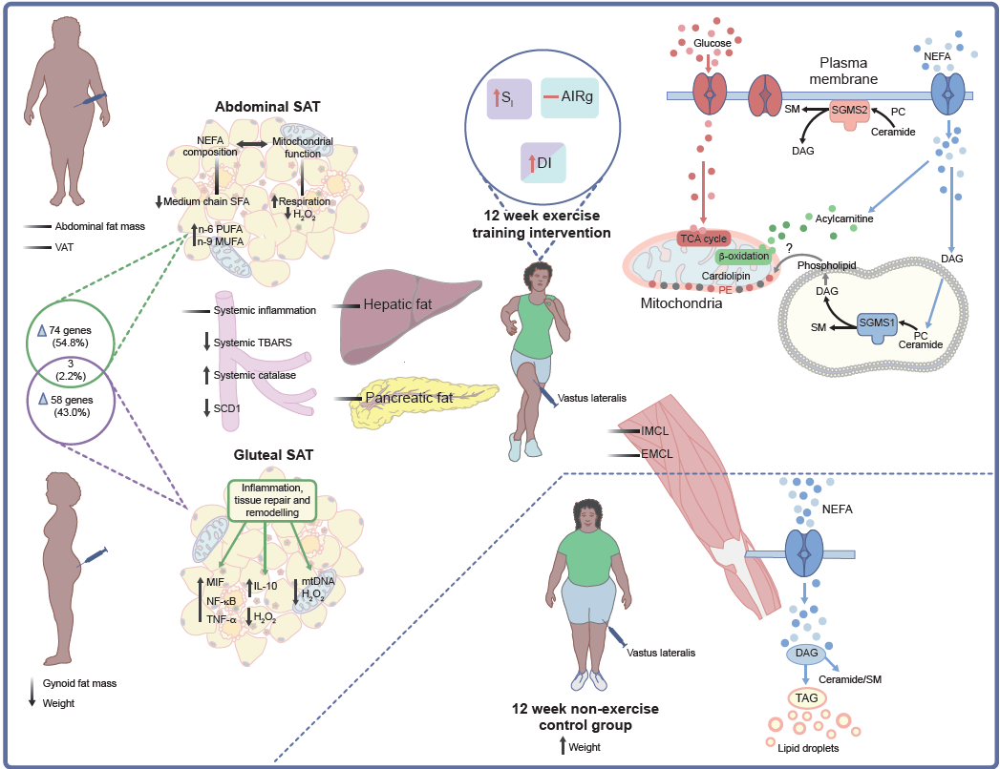 Abdominal fat mass
VAT
Abdominal SAT
NEFA
composition
Mitochondrial
function
Medium chain SFA
Respiration
H2O2
n-6 PUFA
n-9 MUFA
74 genes
(54.8%)
3
(2.2%)
58 genes
(43.0%)
Systemic inflammation
Systemic TBARS
Systemic catalase
SCD1
Hepatic fat
Pancreatic fat
Gluteal SAT
Inflammation,
tissue repair and
remodelling
MIF
NF-κB
TNF-α
IL-10
H2O2
mtDNA
H2O2
Gynoid fat mass
Weight
SI
AIRg
DI
12 week exercise
training intervention
Vastus lateralis
IMCL
EMCL
Glucose
Plasma
membrane
NEFA
SM
SGMS2
PC
Ceramide
DAG
Acylcarnitine
TCA cycle
β-oxidation
Cardiolipin
PE
Mitochondria
?
Phospholipid
DAG
DAG
SM
SGMS1
PC
Ceramide
12 week non-exercise
control group
Weight
Vastus lateralis
NEFA
DAG
Ceramide/SM
TAG
Lipid droplets